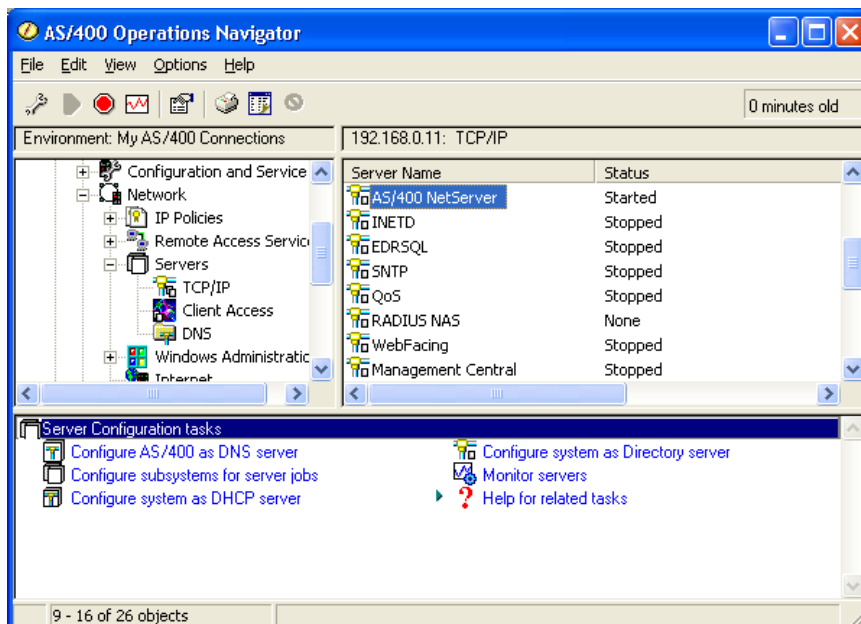 AS/400 Operations Navigator
File Edit View Options Help
0 minutes old
Environment: My AS/400 Connections
192.168.0.11: TCP/IP
Configuration and Service
Network
IP Policies
Remote Access Servic
Servers
TCP/IP
Client Access
DNS
Windows Administratic
Internet
Server Name Status
AS/400 NetServer Started
INETD Stopped
EDRSQL Stopped
SNTP Stopped
QoS Stopped
RADIUS NAS None
WebFacing Stopped
Management Central Stopped
Server Configuration tasks
Configure AS/400 as DNS server
Configure subsystems for server jobs
Configure system as DHCP server
Configure system as Directory server
Monitor servers
Help for related tasks
9 - 16 of 26 objects